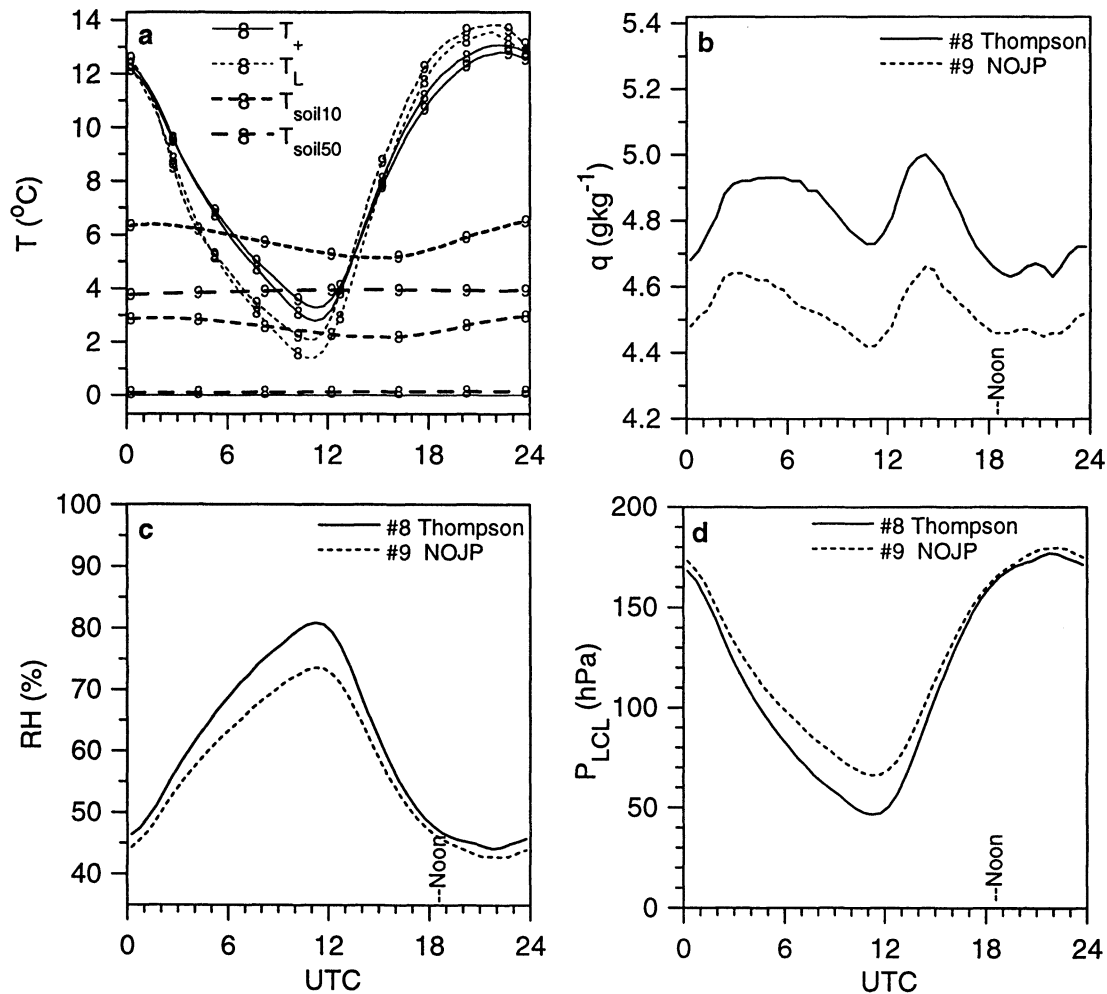 a
8 T+
8 TL
8 Tsoil10
8 Tsoil50
T (°C)
14
12
10
8
6
4
2
0
0 6 12 18 24
b
#8 Thompson
#9 NOJP
q (gkg-1)
5.4
5.2
5.0
4.8
4.6
4.4
4.2
Noon
0 6 12 18 24
c
#8 Thompson
#9 NOJP
RH (%)
100
90
80
70
60
50
40
Noon
0 6 12 18 24
UTC
d
#8 Thompson
#9 NOJP
PLCL (hPa)
200
150
100
50
0
Noon
0 6 12 18 24
UTC